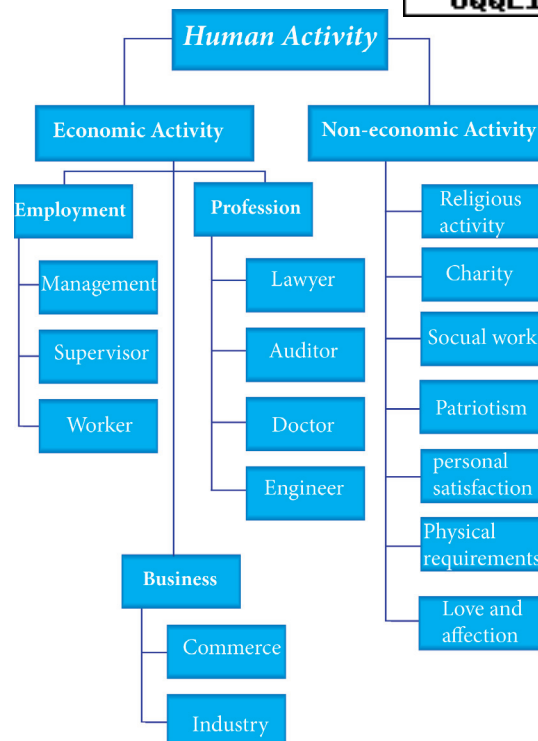 Human Activity
Economic Activity
Non-economic Activity
Employment
Profession
Management
Supervisor
Worker
Lawyer
Auditor
Doctor
Engineer
Business
Commerce
Industry
Religious
activity
Charity
Socual work
Patriotism
personal
satisfaction
Physical
requirements
Love and
affection